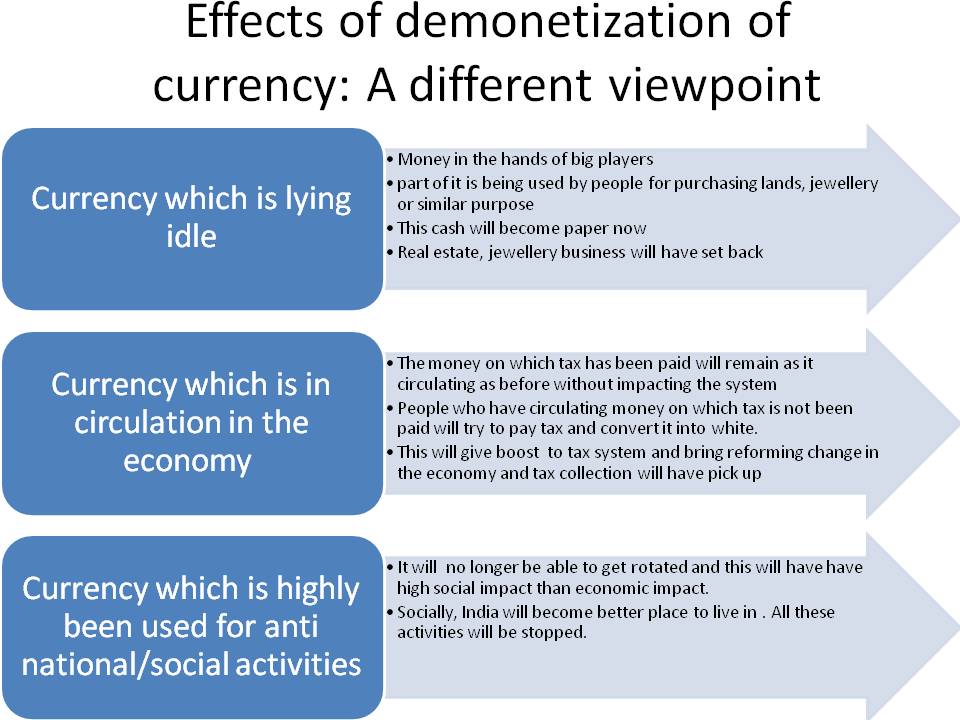 Effects of demonetization of
currency: A different viewpoint
Currency which is lying
idle
• Money in the hands of big players
• part of it is being used by people for purchasing lands, jewellery
or similar purpose
• This cash will become paper now
• Real estate, jewellery business will have set back
Currency which is in
circulation in the
economy
• The money on which tax has been paid will remain as it
circulating as before without impacting the system
• People who have circulating money on which tax is not been
paid will try to pay tax and convert it into white.
• This will give boost to tax system and bring reforming change in
the economy and tax collection will have pick up
Currency which is highly
been used for anti
national/social activities
• It will no longer be able to get rotated and this will have have
high social impact than economic impact.
• Socially, India will become better place to live in . All these
activities will be stopped.